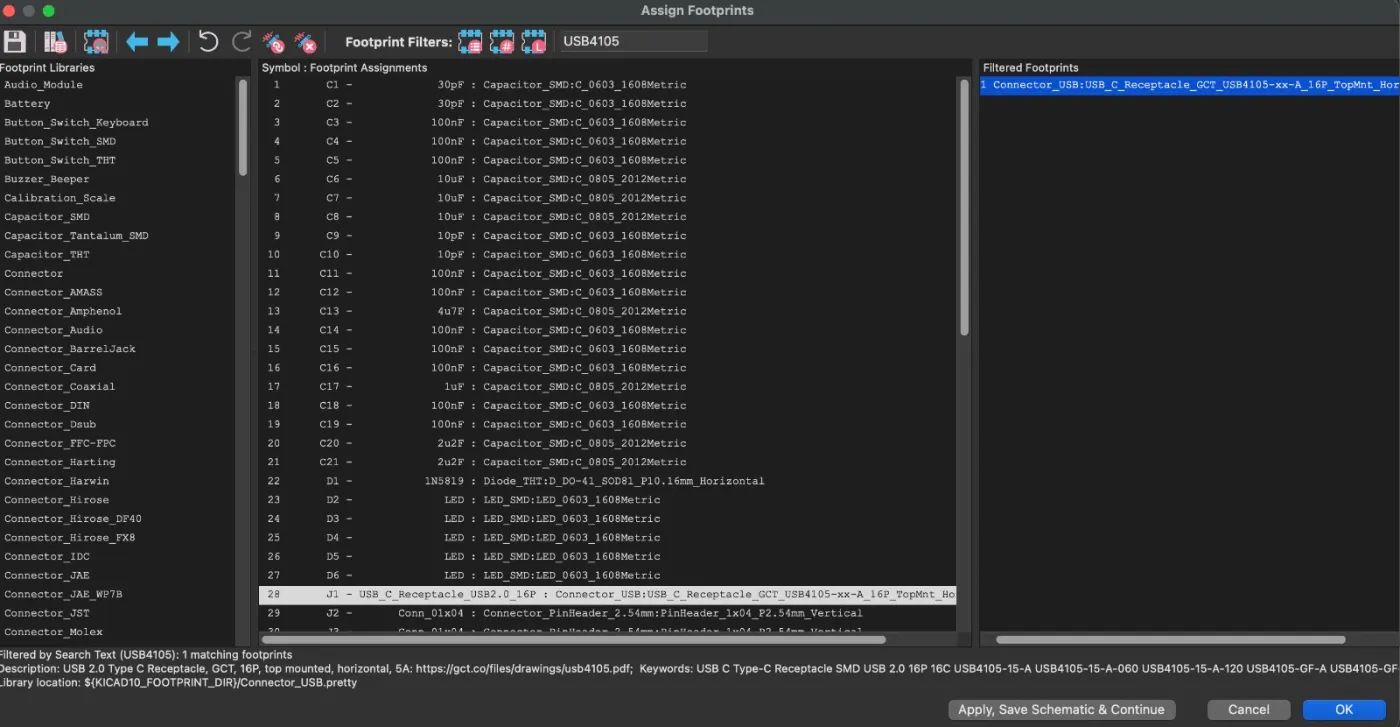 Assign Footprints
Footprint Filters: USB4105
Footprint Libraries
Audio_Module
Battery
Button_Switch_Keyboard
Button_Switch_SMD
Button_Switch_THT
Buzzer_Beeper
Calibration_Scale
Capacitor_SMD
Capacitor_Tantalum_SMD
Capacitor_THT
Connector
Connector_AMASS
Connector_Amphenol
Connector_Audio
Connector_BarrelJack
Connector_Card
Connector_Coaxial
Connector_DIN
Connector_Dsub
Connector_FFC-FPC
Connector_Harting
Connector_Harwin
Connector_Hirose
Connector_Hirose_DF40
Connector_Hirose_FX8
Connector_IDC
Connector_JAE
Connector_JAE_WP7B
Connector_JST
Connector_Molex
Symbol : Footprint Assignments
1 C1 - 30pF : Capacitor_SMD:C_0603_1608Metric
2 C2 - 30pF : Capacitor_SMD:C_0603_1608Metric
3 C3 - 100nF : Capacitor_SMD:C_0603_1608Metric
4 C4 - 100nF : Capacitor_SMD:C_0603_1608Metric
5 C5 - 100nF : Capacitor_SMD:C_0603_1608Metric
6 C6 - 10uF : Capacitor_SMD:C_0805_2012Metric
7 C7 - 10uF : Capacitor_SMD:C_0805_2012Metric
8 C8 - 10uF : Capacitor_SMD:C_0805_2012Metric
9 C9 - 10pF : Capacitor_SMD:C_0603_1608Metric
10 C10 - 10pF : Capacitor_SMD:C_0603_1608Metric
11 C11 - 100nF : Capacitor_SMD:C_0603_1608Metric
12 C12 - 100nF : Capacitor_SMD:C_0603_1608Metric
13 C13 - 4u7F : Capacitor_SMD:C_0603_1608Metric
14 C14 - 100nF : Capacitor_SMD:C_0603_1608Metric
15 C15 - 100nF : Capacitor_SMD:C_0603_1608Metric
16 C16 - 100nF : Capacitor_SMD:C_0603_1608Metric
17 C17 - 1uF : Capacitor_SMD:C_0805_2012Metric
18 C18 - 100nF : Capacitor_SMD:C_0603_1608Metric
19 C19 - 100nF : Capacitor_SMD:C_0603_1608Metric
20 C20 - 2u2F : Capacitor_SMD:C_0805_2012Metric
21 C21 - 2u2F : Capacitor_SMD:C_0805_2012Metric
22 D1 - 1N5819 : Diode_THT:D_DO-41_SOD81_P10.16mm_Horizontal
23 D2 - LED : LED_SMD:LED_0603_1608Metric
24 D3 - LED : LED_SMD:LED_0603_1608Metric
25 D4 - LED : LED_SMD:LED_0603_1608Metric
26 D5 - LED : LED_SMD:LED_0603_1608Metric
27 D6 - LED : LED_SMD:LED_0603_1608Metric
28 J1 - USB_C_Receptacle_USB2.0_16P : Connector_USB:USB_C_Receptacle_GCT_USB4105-xx-A_16P_TopMnt_Ho
29 J2 - Conn_01x04 : Connector_PinHeader_2.54mm:PinHeader_1x04_P2.54mm_Vertical
30 J3 - Conn_01x04 : Connector_PinHeader_2.54mm:PinHeader_1x04_P2.54mm_Vertical
Filtered Footprints
1 Connector_USB:USB_C_Receptacle_GCT_USB4105-xx-A_16P_TopMnt_Hor
Filtered by Search Text (USB4105): 1 matching footprints
Description: USB 2.0 Type C Receptacle, GCT, 16P, top mounted, horizontal, 5A: https://gct.co/files/drawings/usb4105.pdf; Keywords: USB C Type-C Receptacle SMD USB 2.0 16P 16C USB4105-15-A USB4105-15-A-060 USB4105-15-A-120 USB4105-GF-A USB4105-GF
Library location: ${KICAD10_FOOTPRINT_DIR}/Connector_USB.pretty
Apply, Save Schematic & Continue
Cancel
OK